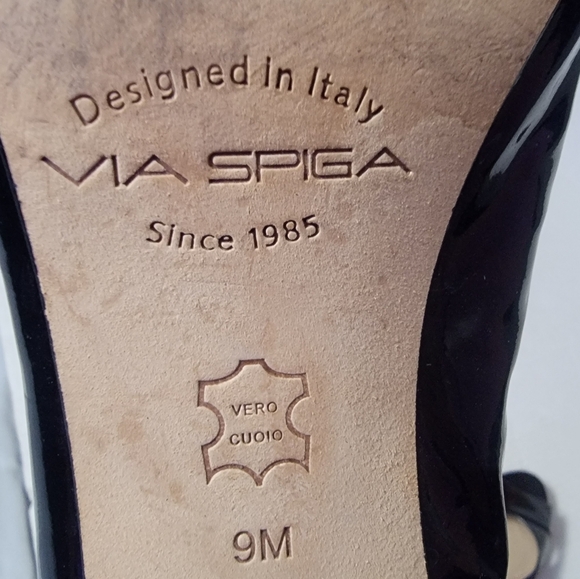 Designed in Italy
VIA SPIGA
Since 1985
VERO
CUOIO
9M